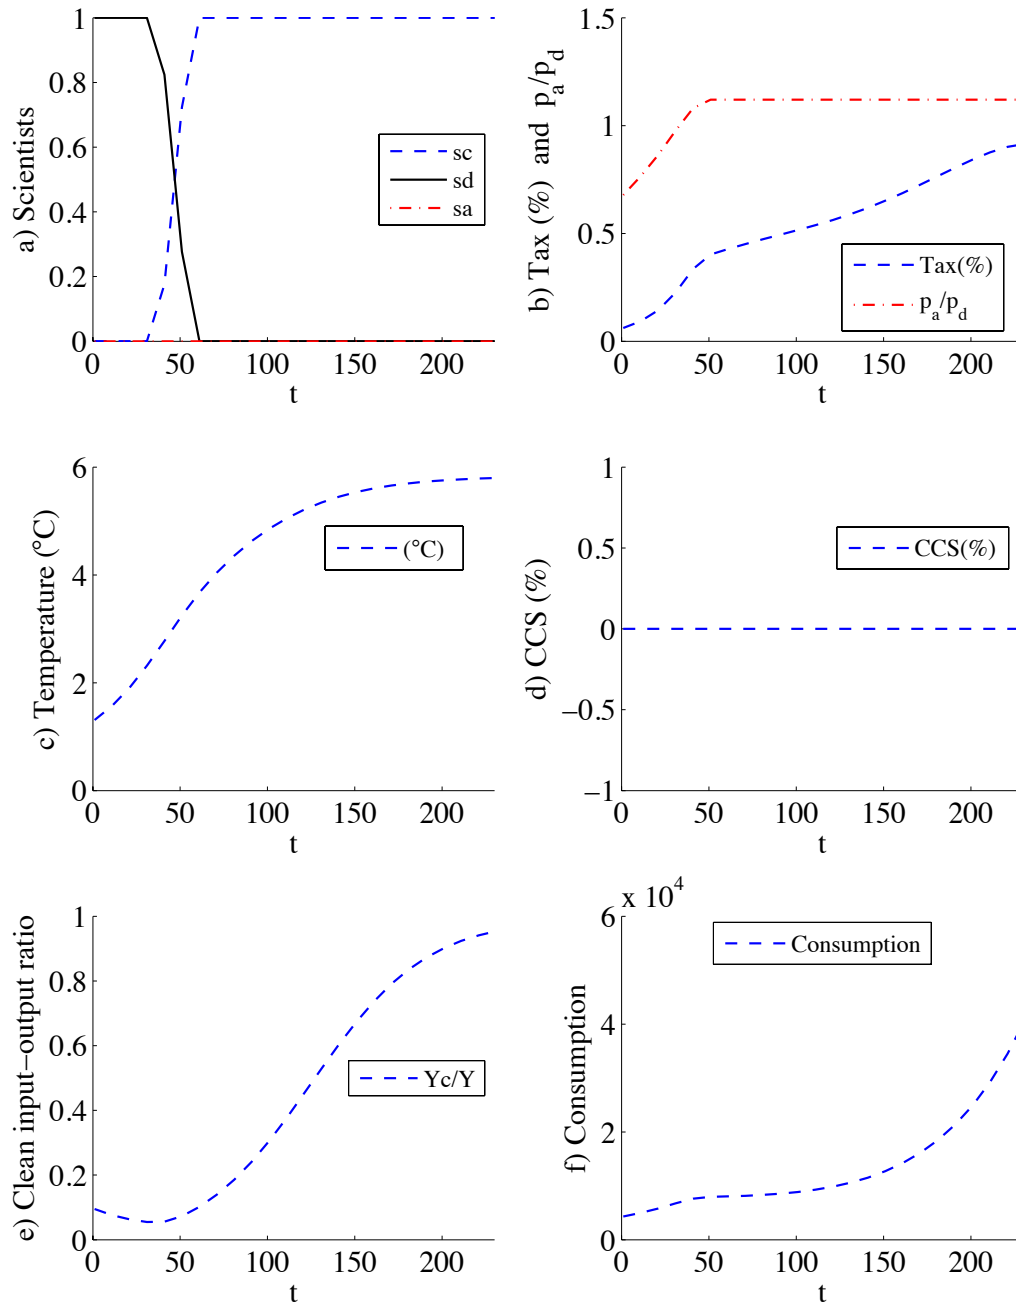 a) Scientists
1
0.8
0.6
0.4
0.2
0
0 50 100 150 200
t
sc
sd
sa
b) Tax (%) and p_a/p_d
1.5
1
0.5
0
0 50 100 150 200
t
Tax(%)
p_a/p_d
c) Temperature (°C)
6
4
2
0
0 50 100 150 200
t
(°C)
d) CCS (%)
1
0.5
0
−0.5
−1
0 50 100 150 200
t
CCS(%)
e) Clean input−output ratio
1
0.8
0.6
0.4
0.2
0
0 50 100 150 200
t
Yc/Y
f) Consumption
x 10^4
6
4
2
0
0 50 100 150 200
t
Consumption